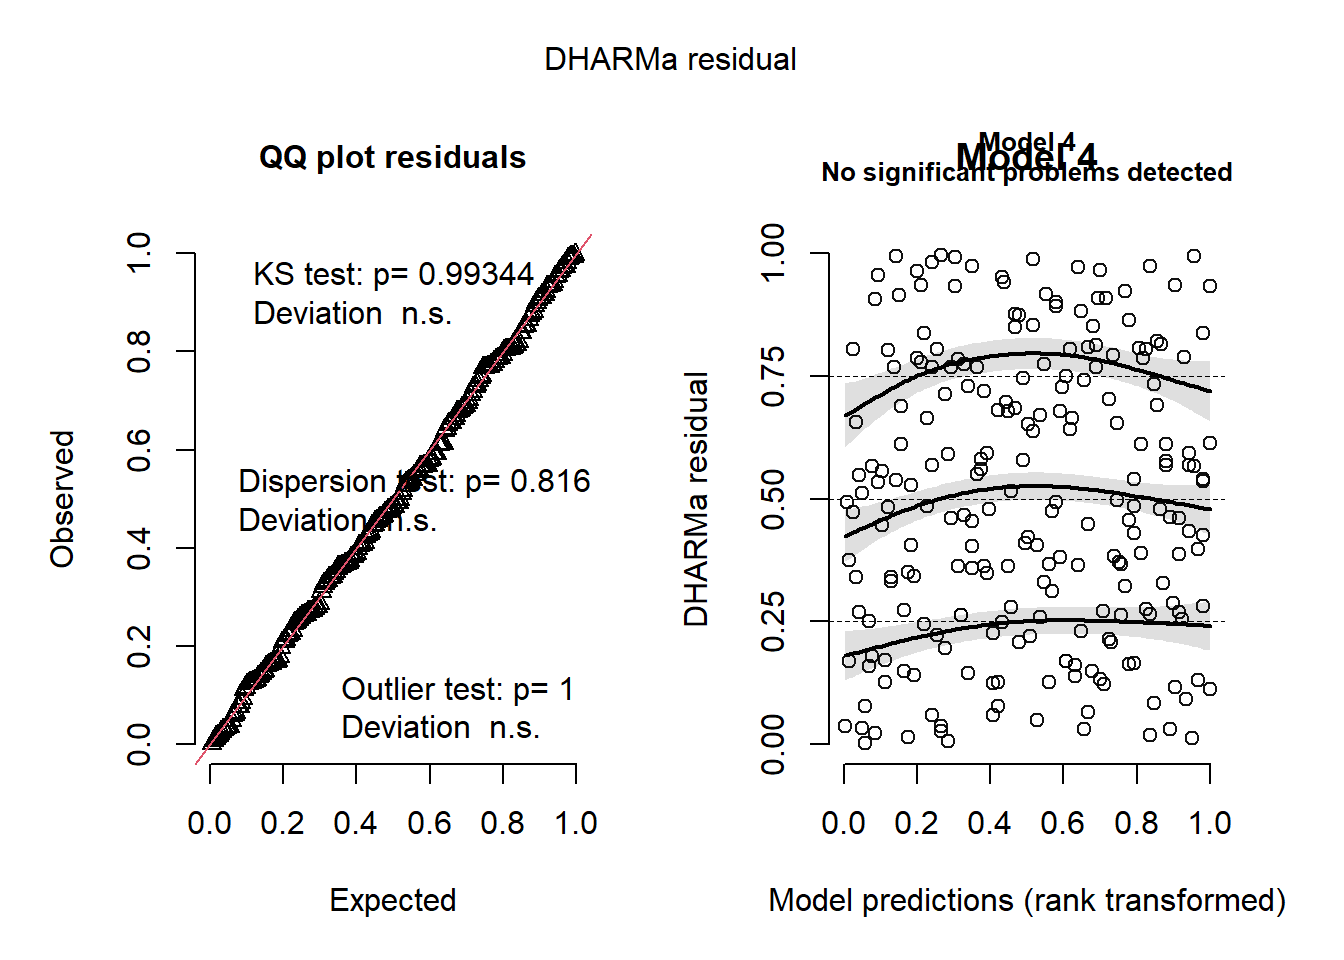 DHARMa residual
QQ plot residuals
KS test: p= 0.99344
Deviation  n.s.
Dispersion test: p= 0.816
Deviation n.s.
Outlier test: p= 1
Deviation  n.s.
Observed
0.0 0.2 0.4 0.6 0.8 1.0
0.0 0.2 0.4 0.6 0.8 1.0
Expected
Model 4
Model 4
No significant problems detected
DHARMa residual
0.00 0.25 0.50 0.75 1.00
0.0 0.2 0.4 0.6 0.8 1.0
Model predictions (rank transformed)